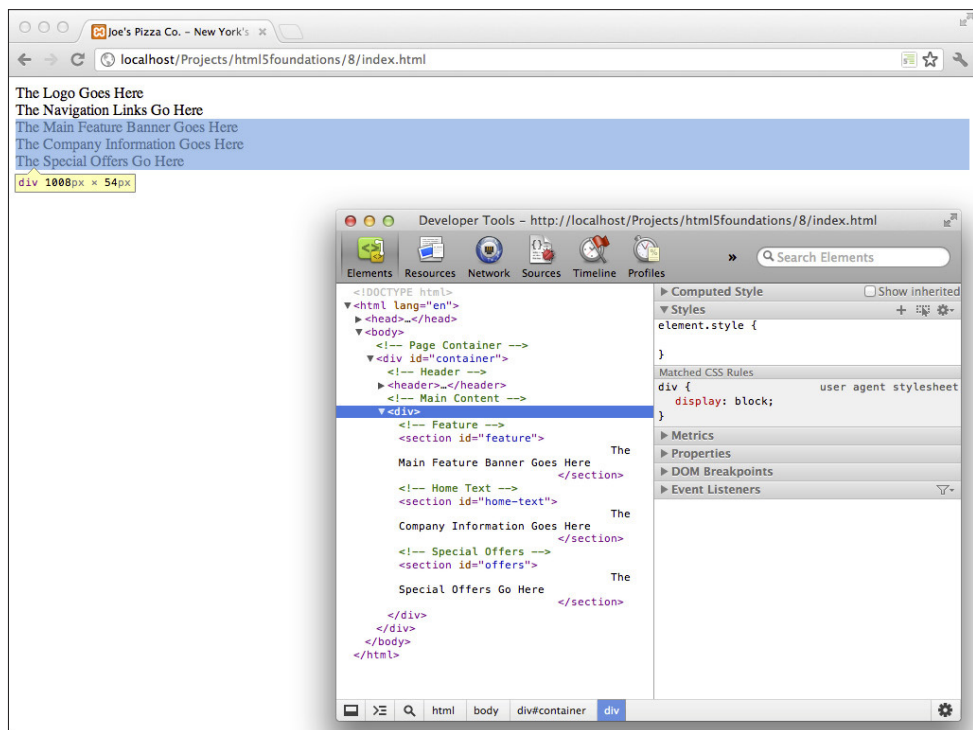 Joe's Pizza Co. – New York's
localhost/Projects/html5foundations/8/index.html
The Logo Goes Here
The Navigation Links Go Here
The Main Feature Banner Goes Here
The Company Information Goes Here
The Special Offers Go Here
div 1008px × 54px
Developer Tools – http://localhost/Projects/html5foundations/8/index.html
Elements Resources Network Sources Timeline Profiles » Search Elements
<!DOCTYPE html>
▼<html lang="en">
▶<head>…</head>
▼<body>
<!-- Page Container -->
▼<div id="container">
<!-- Header -->
▶<header>…</header>
<!-- Main Content -->
▼<div>
<!-- Feature -->
<section id="feature">
The
Main Feature Banner Goes Here
</section>
<!-- Home Text -->
<section id="home-text">
The
Company Information Goes Here
</section>
<!-- Special Offers -->
<section id="offers">
The
Special Offers Go Here
</section>
</div>
</div>
</body>
</html>
▶ Computed Style Show inherited
▼ Styles
element.style {
}
Matched CSS Rules
div { user agent stylesheet
display: block;
}
▶ Metrics
▶ Properties
▶ DOM Breakpoints
▶ Event Listeners
html body div#container div